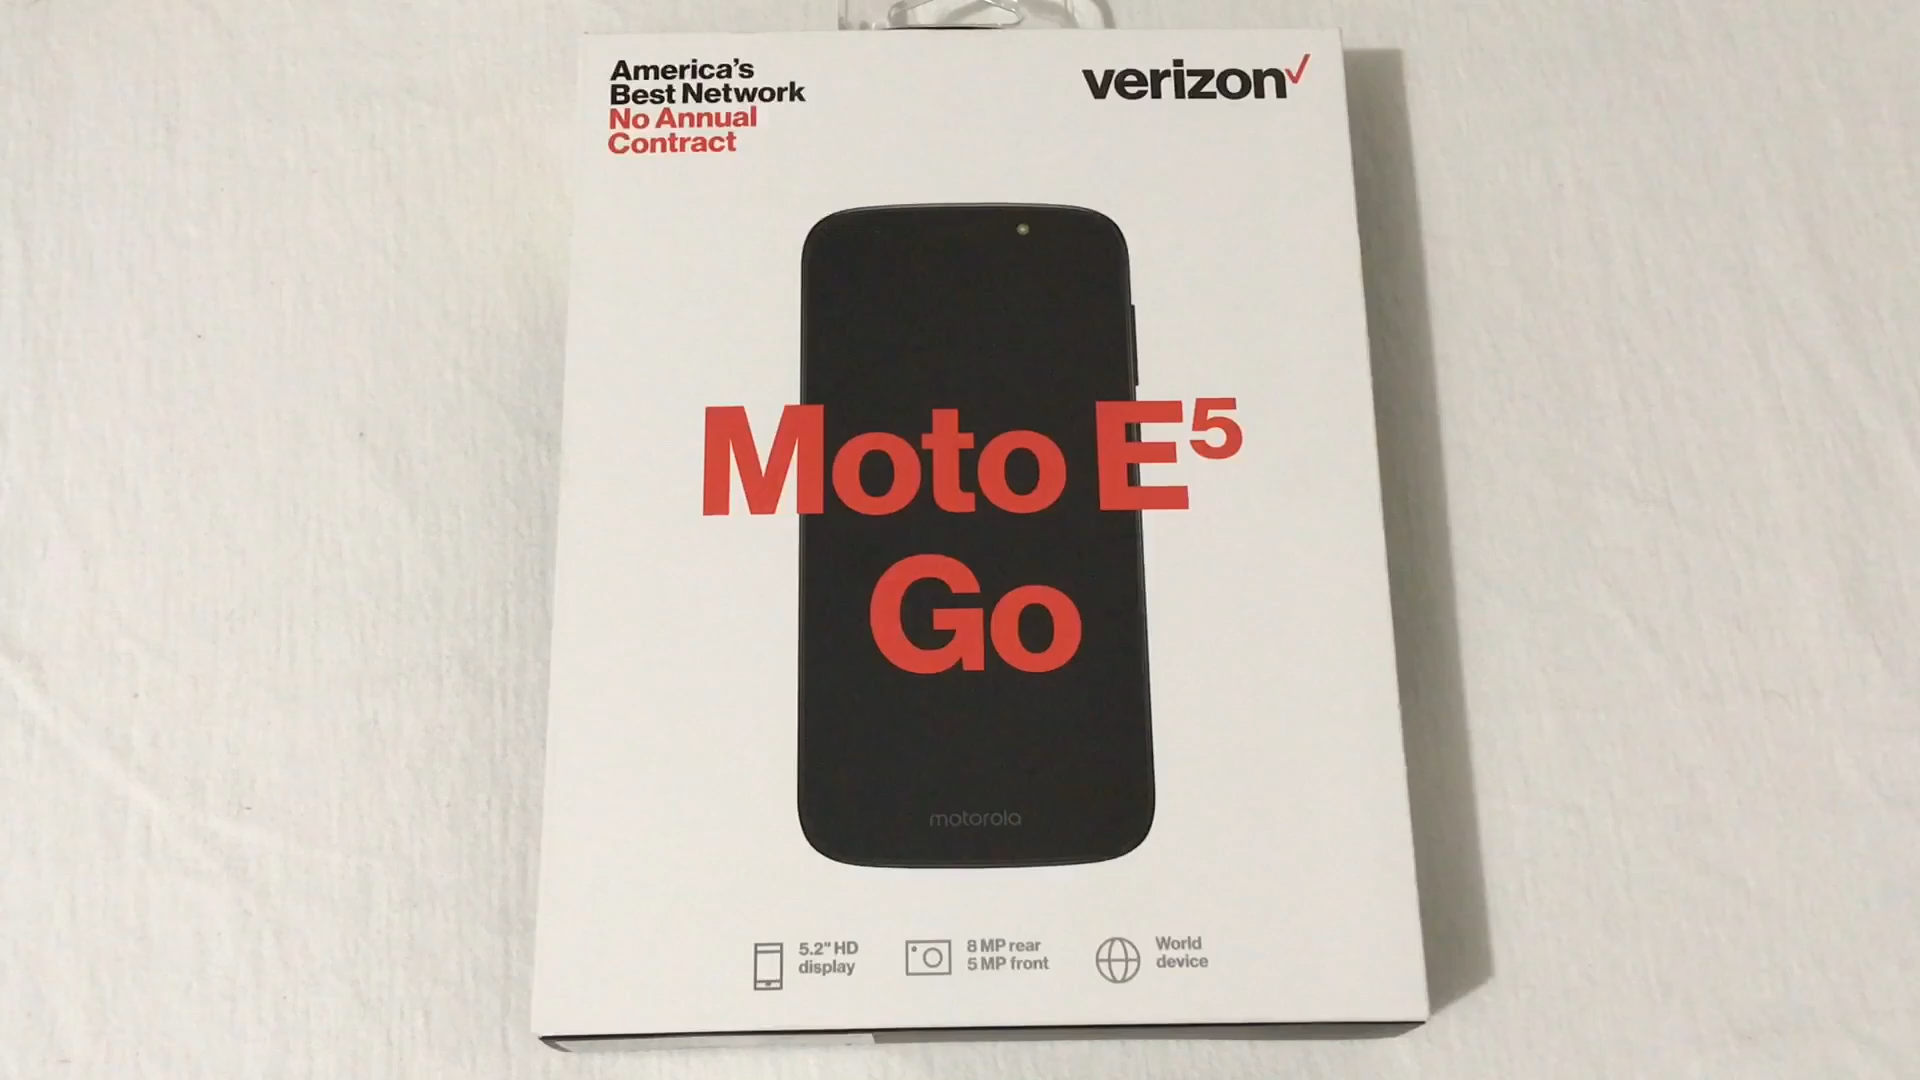 America's
Best Network
No Annual
Contract
verizon
Moto E⁵
Go
motorola
5.2" HD
display
8 MP rear
5 MP front
World
device